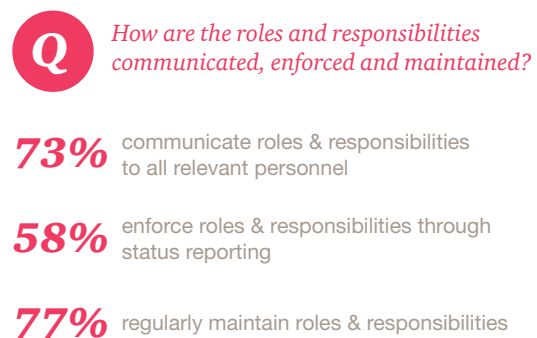 Q
How are the roles and responsibilities
communicated, enforced and maintained?
73%
communicate roles & responsibilities
to all relevant personnel
58%
enforce roles & responsibilities through
status reporting
77%
regularly maintain roles & responsibilities